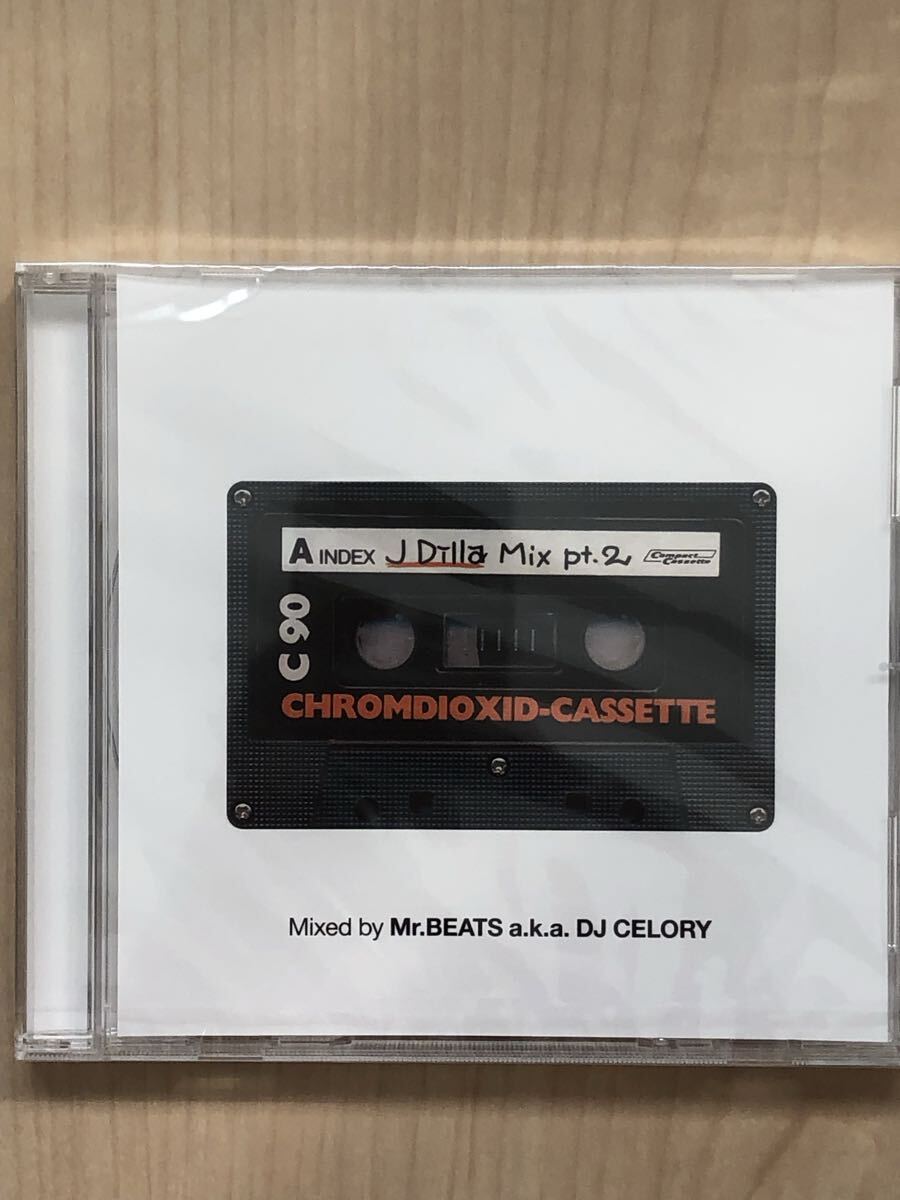 A INDEX J Dilla Mix pt.2 Compact Cassette
C 90
CHROMDIOXID-CASSETTE
Mixed by Mr.BEATS a.k.a. DJ CELORY